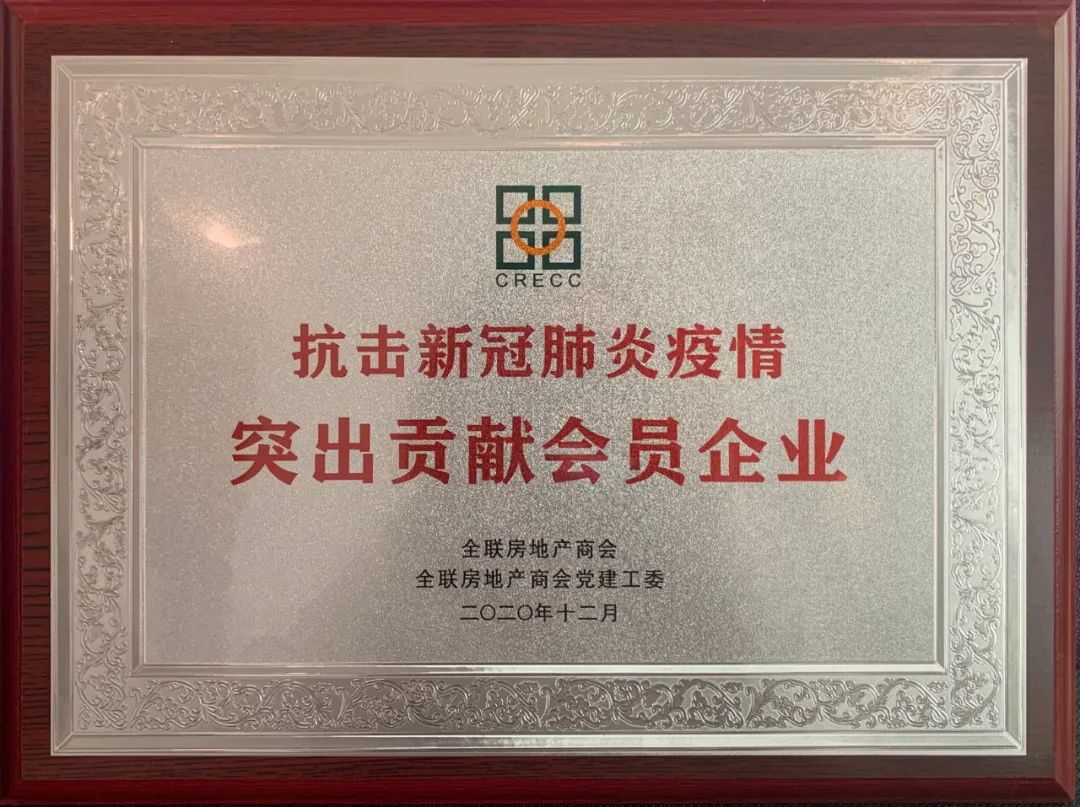 CRECC
抗击新冠肺炎疫情
突出贡献会员企业
全联房地产商会
全联房地产商会党建工委
二〇二〇年十二月